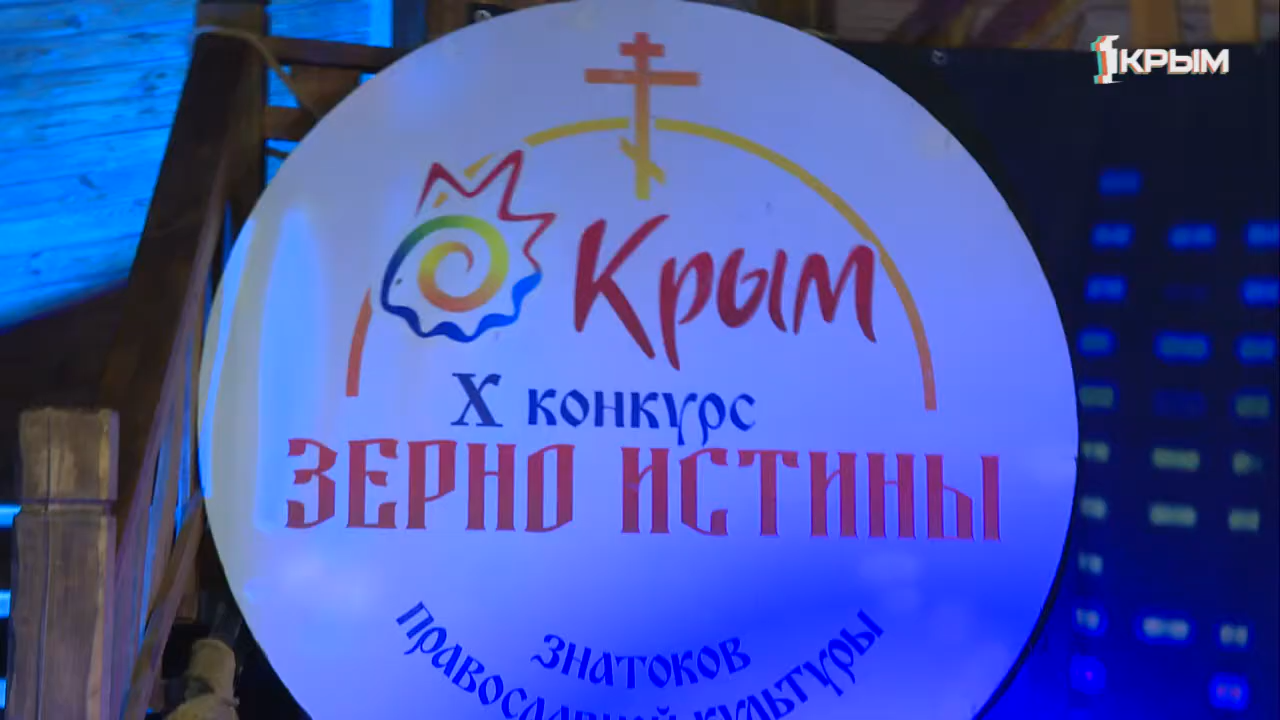 1КРЫМ
Крым
X конкурс
ЗЕРНО ИСТИНЫ
знатоков
православной культуры